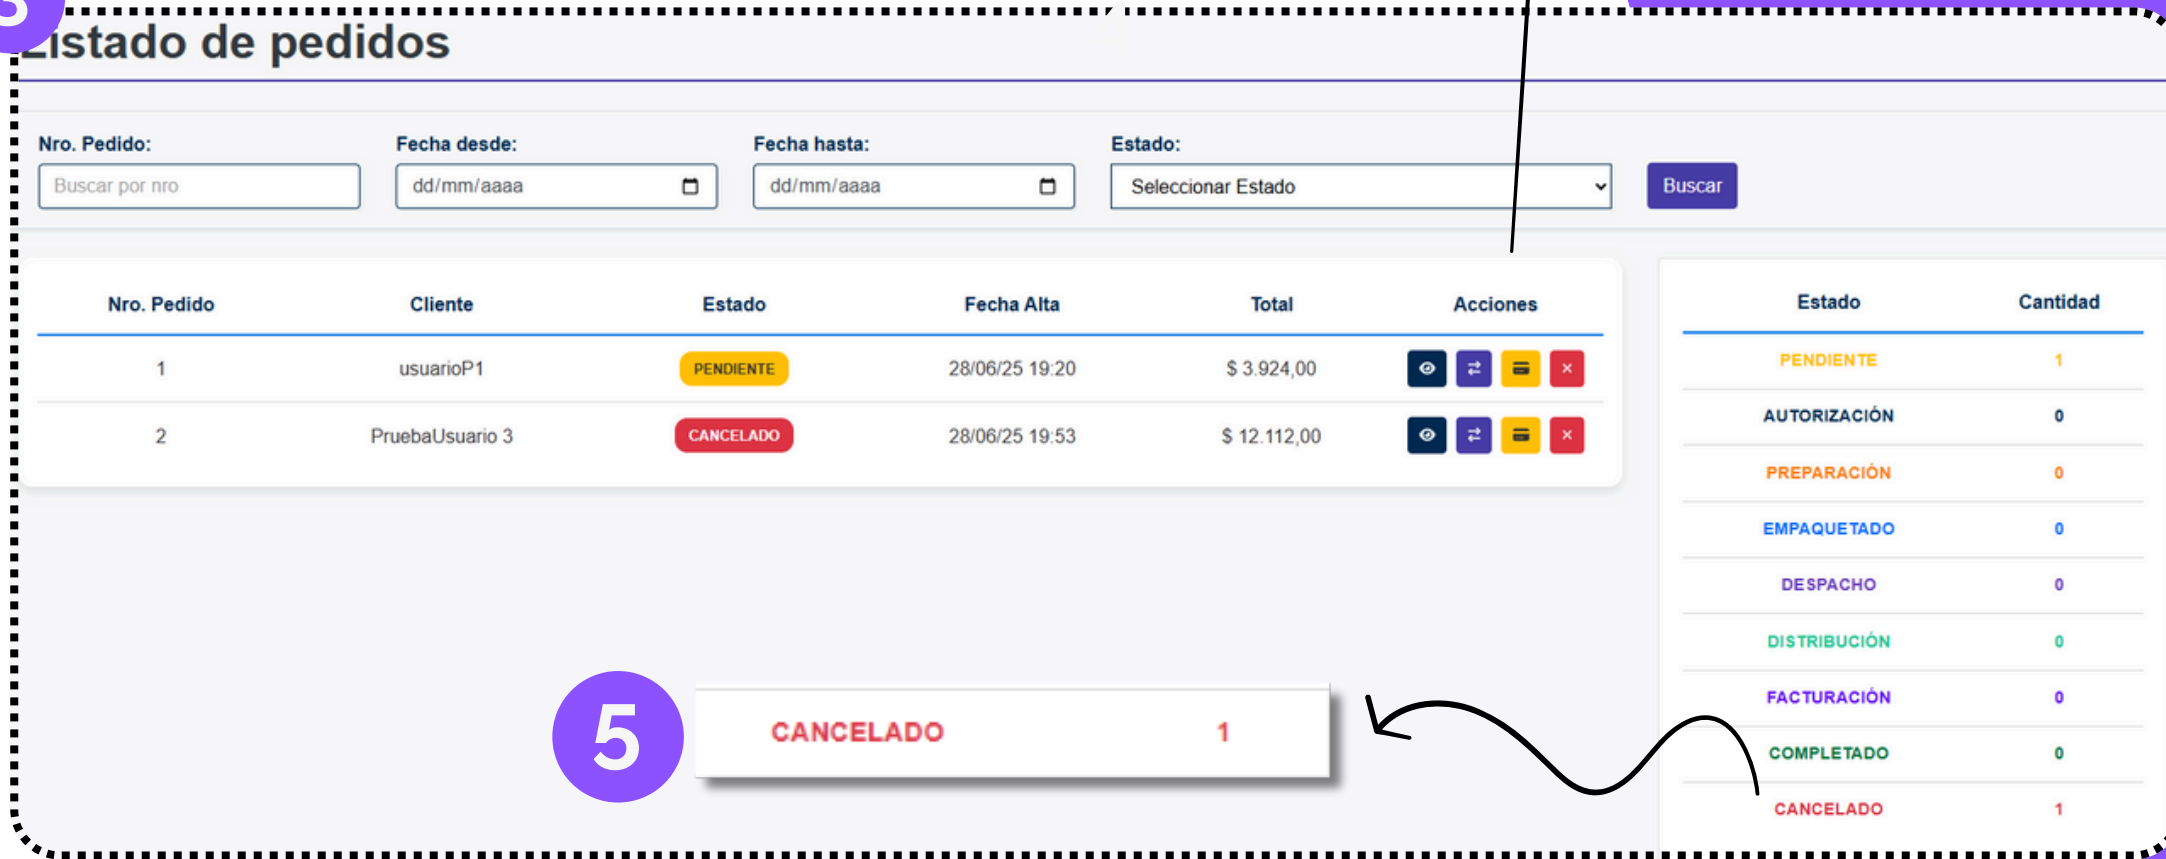 3
Listado de pedidos
Nro. Pedido: Fecha desde: Fecha hasta: Estado:
Buscar por nro dd/mm/aaaa dd/mm/aaaa Seleccionar Estado Buscar
Nro. Pedido Cliente Estado Fecha Alta Total Acciones
1 usuarioP1 PENDIENTE 28/06/25 19:20 $ 3.924,00
2 PruebaUsuario 3 CANCELADO 28/06/25 19:53 $ 12.112,00
Estado Cantidad
PENDIENTE 1
AUTORIZACIÓN 0
PREPARACIÓN 0
EMPAQUETADO 0
DESPACHO 0
DISTRIBUCIÓN 0
FACTURACIÓN 0
COMPLETADO 0
CANCELADO 1
5
CANCELADO 1